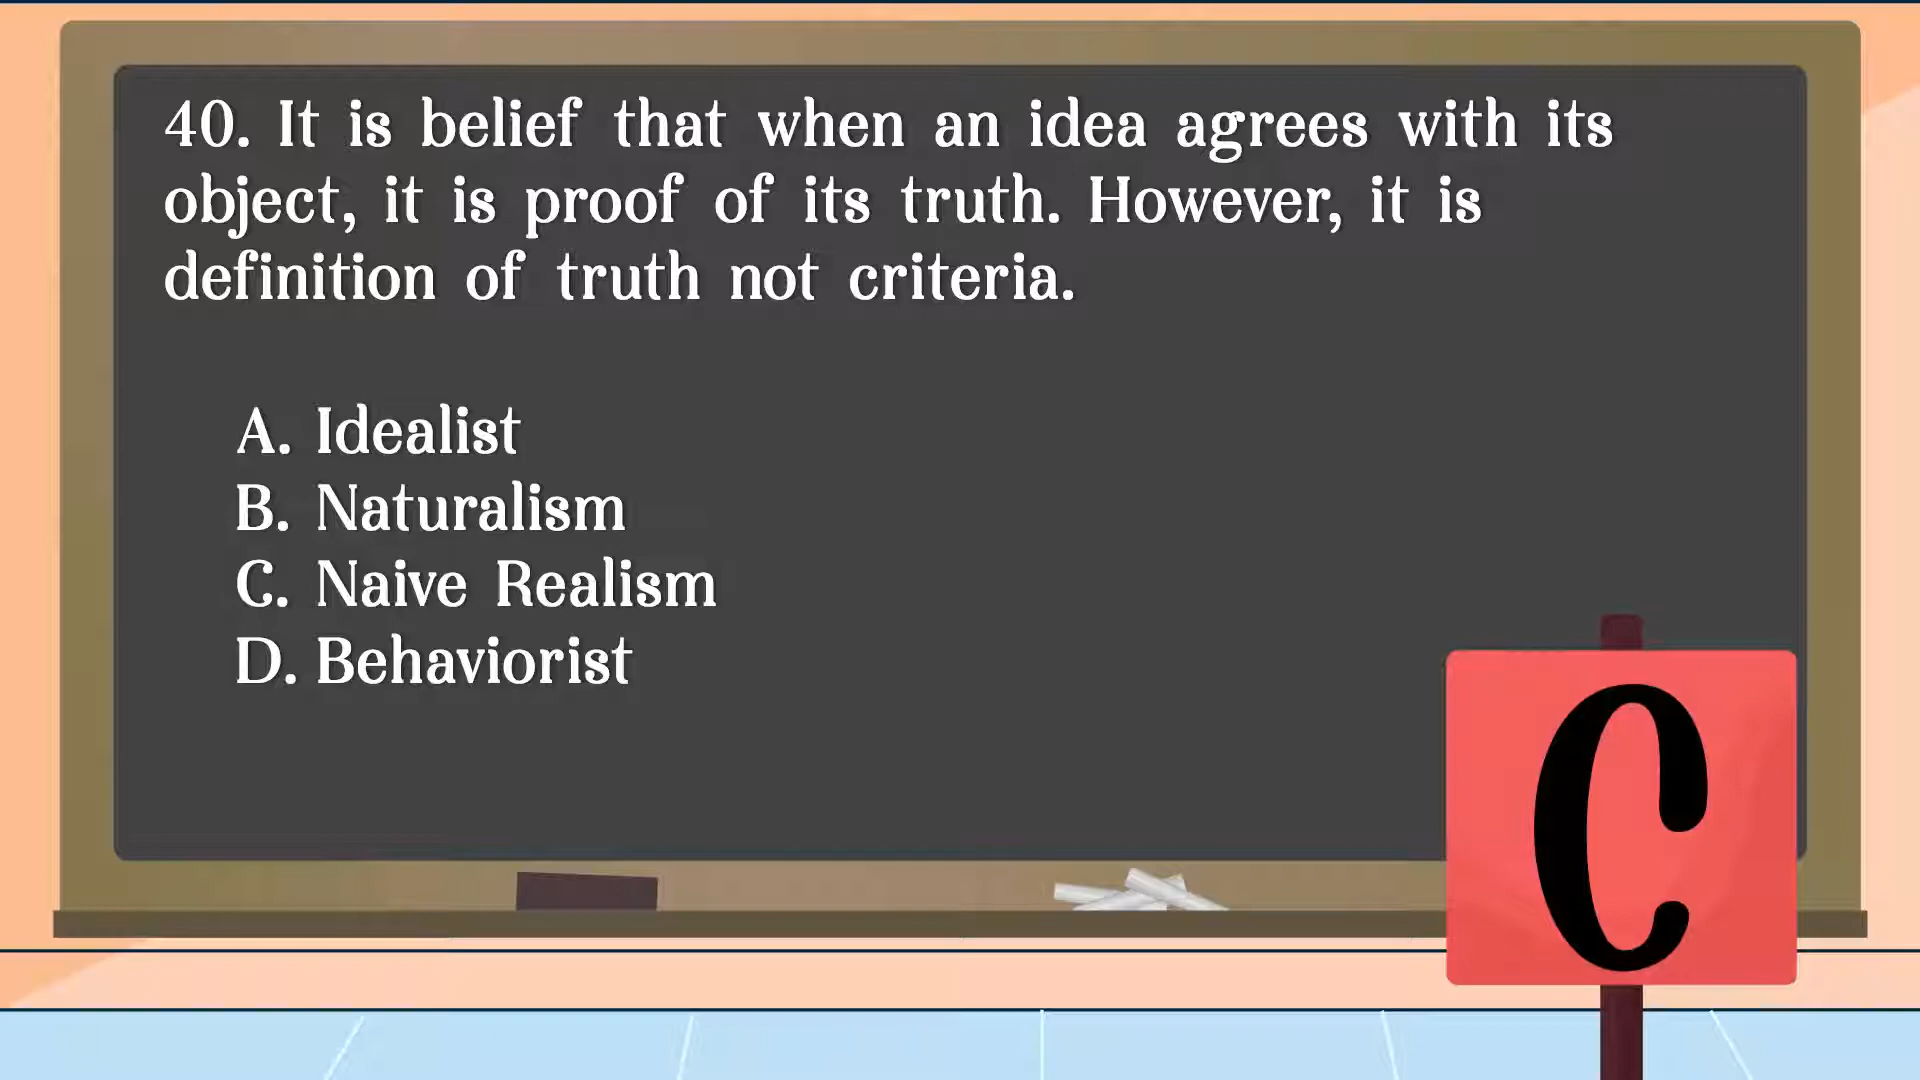 40. It is belief that when an idea agrees with its
object, it is proof of its truth. However, it is
definition of truth not criteria.
A. Idealist
B. Naturalism
C. Naive Realism
D. Behaviorist
C